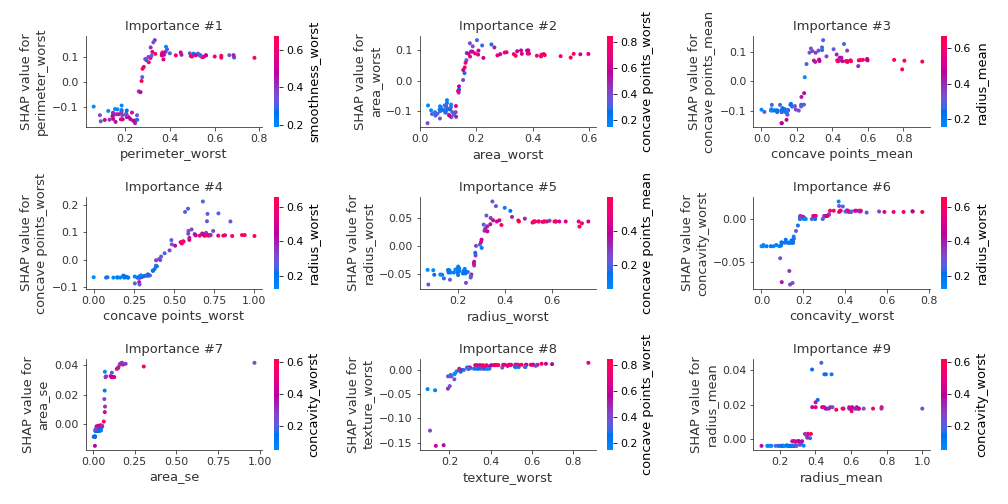 Importance #1
SHAP value for
perimeter_worst
0.1
0.0
−0.1
0.2
0.4
0.6
0.8
perimeter_worst
0.6
0.4
0.2
smoothness_worst
Importance #2
SHAP value for
area_worst
0.1
0.0
−0.1
0.0
0.2
0.4
0.6
area_worst
0.8
0.6
0.4
0.2
concave points_worst
Importance #3
SHAP value for
concave points_mean
0.1
0.0
−0.1
0.0
0.2
0.4
0.6
0.8
concave points_mean
0.6
0.4
0.2
radius_mean
Importance #4
SHAP value for
concave points_worst
0.2
0.1
0.0
−0.1
0.00
0.25
0.50
0.75
1.00
concave points_worst
0.6
0.4
0.2
radius_worst
Importance #5
SHAP value for
radius_worst
0.05
0.00
−0.05
0.2
0.4
0.6
radius_worst
0.4
0.2
concave points_mean
Importance #6
SHAP value for
concavity_worst
0.00
−0.05
0.0
0.2
0.4
0.6
0.8
concavity_worst
0.6
0.4
0.2
radius_worst
Importance #7
SHAP value for
area_se
0.04
0.02
0.00
0.00
0.25
0.50
0.75
1.00
area_se
0.6
0.4
0.2
concavity_worst
Importance #8
SHAP value for
texture_worst
0.00
−0.05
−0.10
−0.15
0.2
0.4
0.6
0.8
texture_worst
0.8
0.6
0.4
0.2
concave points_worst
Importance #9
SHAP value for
radius_mean
0.04
0.02
0.00
0.2
0.4
0.6
0.8
1.0
radius_mean
0.6
0.4
0.2
concavity_worst